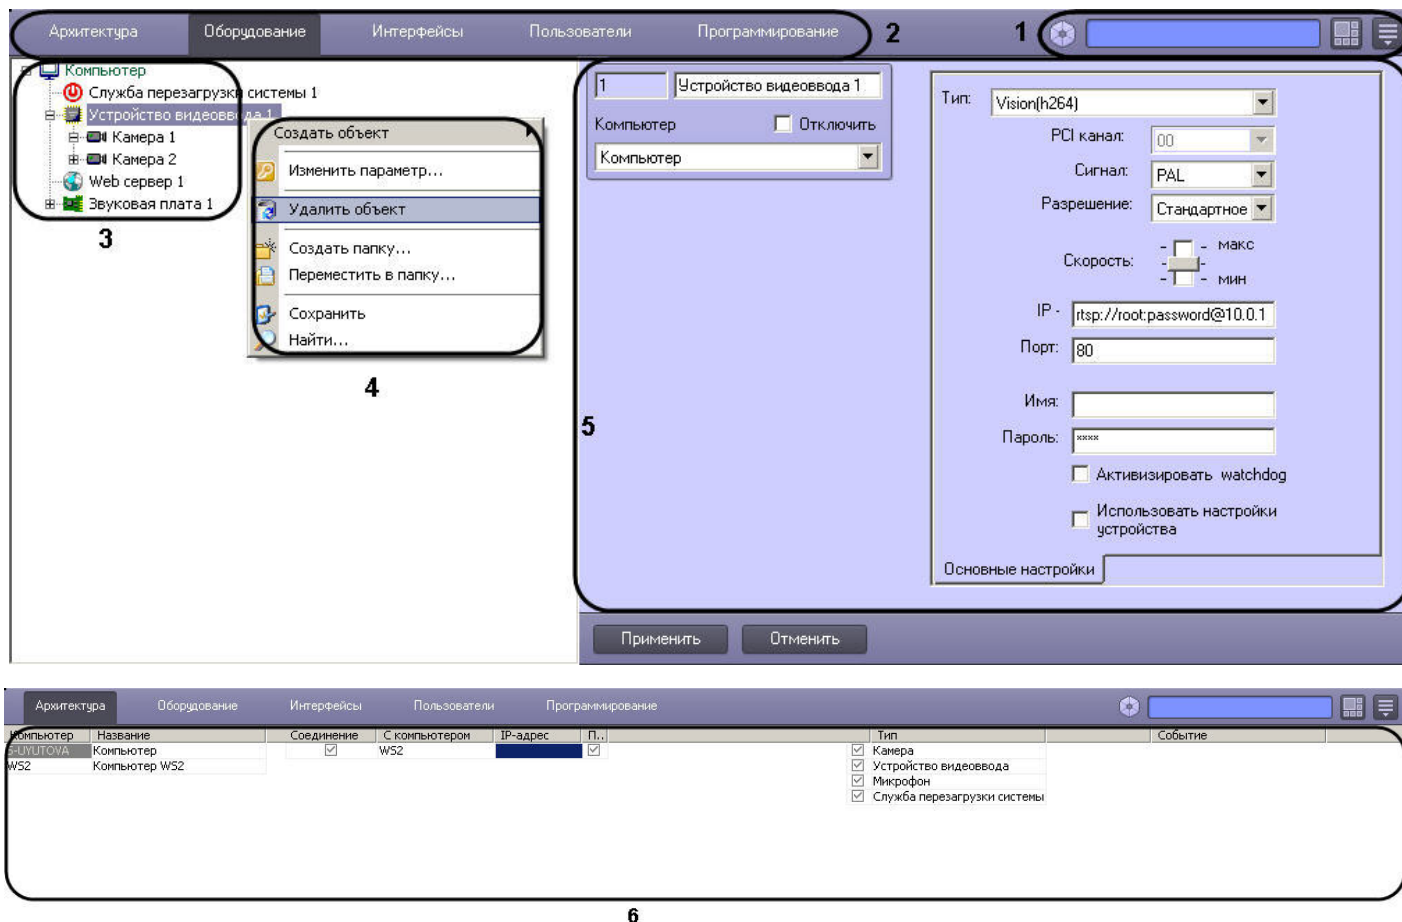 Архитектура Оборудование Интерфейсы Пользователи Программирование 2 1
Компьютер
Служба перезагрузки системы 1
Устройство видеоввода 1
Камера 1
Камера 2
Web сервер 1
Звуковая плата 1
3
Создать объект
Изменить параметр...
Удалить объект
Создать папку...
Переместить в папку...
Сохранить
Найти...
4
1 Устройство видеоввода 1
Компьютер Отключить
Компьютер
5
Тип: Vision(h264)
PCI канал: 00
Сигнал: PAL
Разрешение: Стандартное
Скорость: - - макс
- -
- - мин
IP - rtsp://root:password@10.0.1
Порт: 80
Имя:
Пароль: ****
Активизировать watchdog
Использовать настройки
устройства
Основные настройки
Применить Отменить
Архитектура Оборудование Интерфейсы Пользователи Программирование
Компьютер Название Соединение С компьютером IP-адрес П.. Тип Событие
S-UYUTOVA Компьютер WS2 Камера
WS2 Компьютер WS2 Устройство видеоввода
Микрофон
Служба перезагрузки системы
6